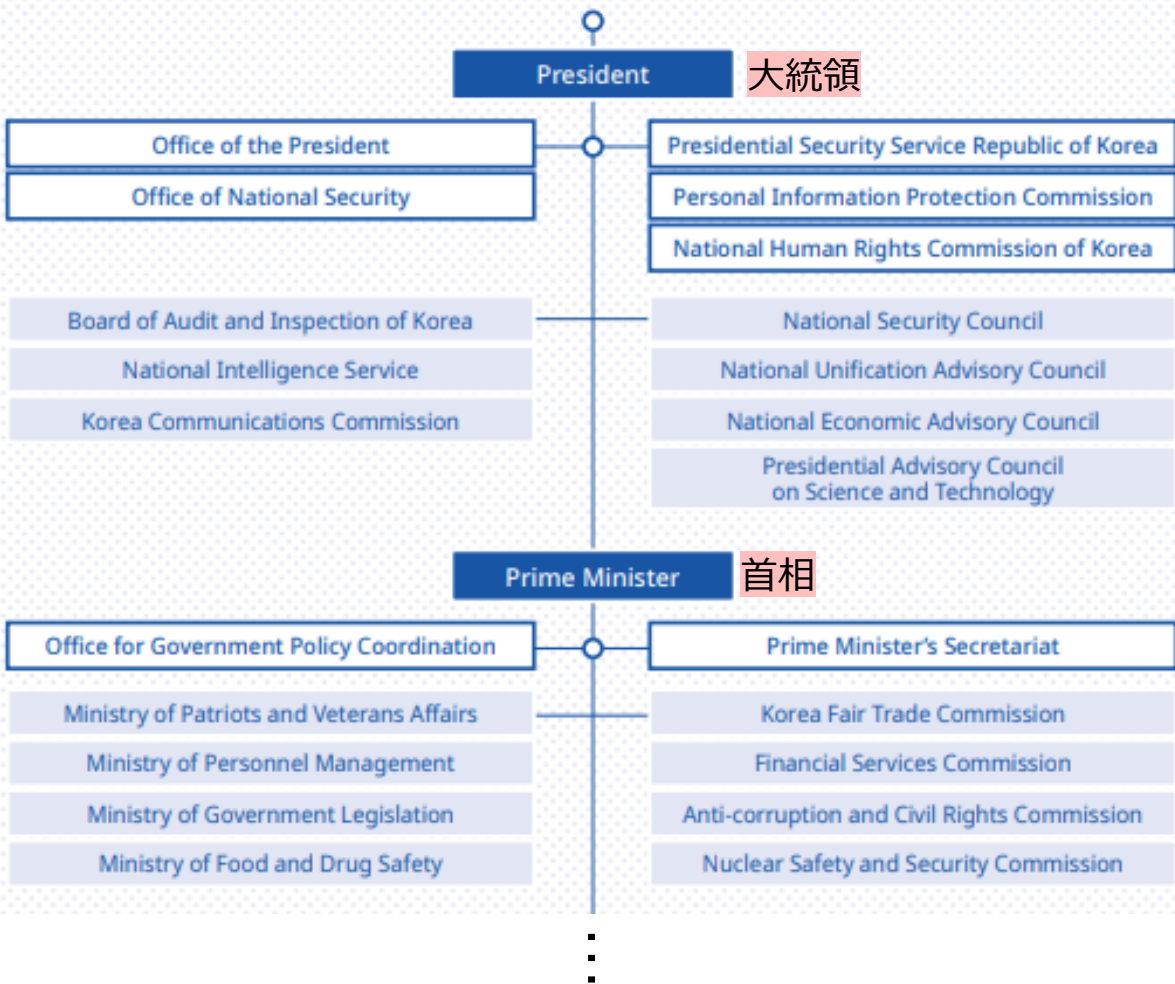 President 大統領
Office of the President
Office of National Security
Presidential Security Service Republic of Korea
Personal Information Protection Commission
National Human Rights Commission of Korea
Board of Audit and Inspection of Korea
National Intelligence Service
Korea Communications Commission
National Security Council
National Unification Advisory Council
National Economic Advisory Council
Presidential Advisory Council
on Science and Technology
Prime Minister 首相
Office for Government Policy Coordination
Prime Minister’s Secretariat
Ministry of Patriots and Veterans Affairs
Ministry of Personnel Management
Ministry of Government Legislation
Ministry of Food and Drug Safety
Korea Fair Trade Commission
Financial Services Commission
Anti-corruption and Civil Rights Commission
Nuclear Safety and Security Commission